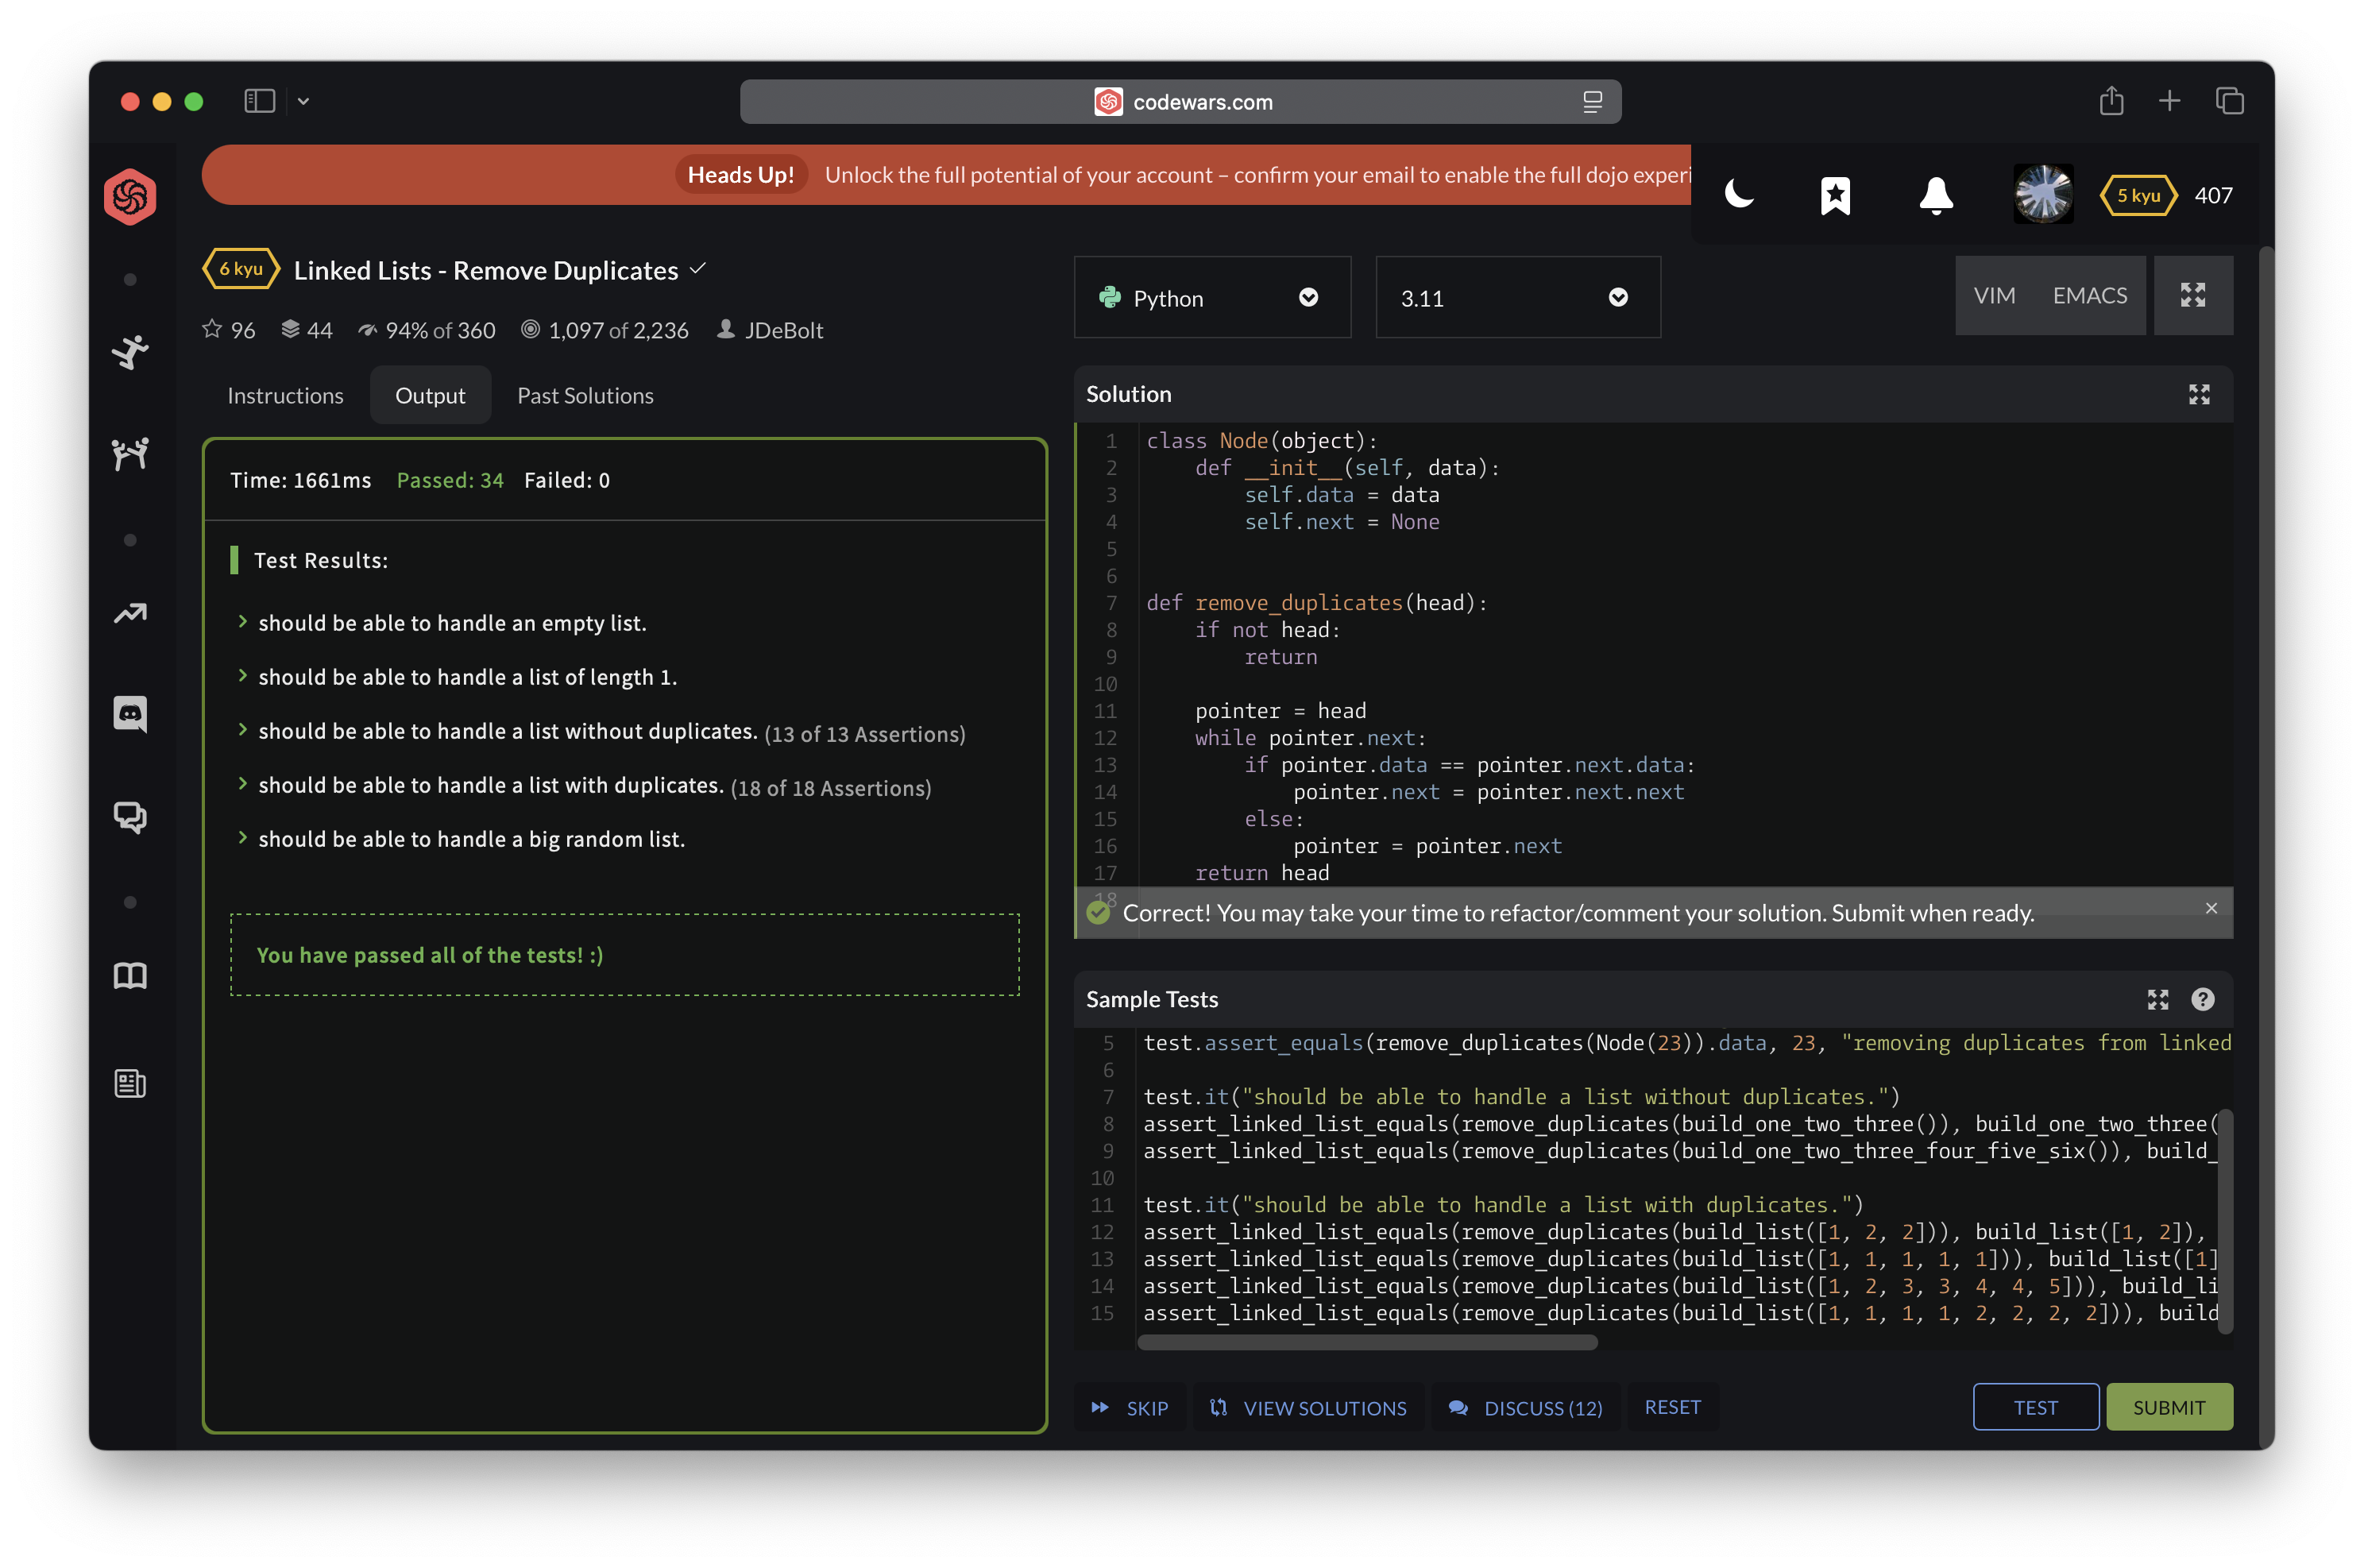 codewars.com
Heads Up! Unlock the full potential of your account – confirm your email to enable the full dojo experi
5 kyu 407
6 kyu Linked Lists - Remove Duplicates
96 44 94% of 360 1,097 of 2,236 JDeBolt
Instructions Output Past Solutions
Time: 1661ms Passed: 34 Failed: 0
Test Results:
should be able to handle an empty list.
should be able to handle a list of length 1.
should be able to handle a list without duplicates. (13 of 13 Assertions)
should be able to handle a list with duplicates. (18 of 18 Assertions)
should be able to handle a big random list.
You have passed all of the tests! :)
Python 3.11 VIM EMACS
Solution
1 class Node(object):
2     def __init__(self, data):
3         self.data = data
4         self.next = None
5
6
7 def remove_duplicates(head):
8     if not head:
9         return
10
11     pointer = head
12     while pointer.next:
13         if pointer.data == pointer.next.data:
14             pointer.next = pointer.next.next
15         else:
16             pointer = pointer.next
17     return head
18
Correct! You may take your time to refactor/comment your solution. Submit when ready.
Sample Tests
5 test.assert_equals(remove_duplicates(Node(23)).data, 23, "removing duplicates from linked
6
7 test.it("should be able to handle a list without duplicates.")
8 assert_linked_list_equals(remove_duplicates(build_one_two_three()), build_one_two_three(
9 assert_linked_list_equals(remove_duplicates(build_one_two_three_four_five_six()), build_
10
11 test.it("should be able to handle a list with duplicates.")
12 assert_linked_list_equals(remove_duplicates(build_list([1, 2, 2])), build_list([1, 2]),
13 assert_linked_list_equals(remove_duplicates(build_list([1, 1, 1, 1, 1])), build_list([1]
14 assert_linked_list_equals(remove_duplicates(build_list([1, 2, 3, 3, 4, 4, 5])), build_li
15 assert_linked_list_equals(remove_duplicates(build_list([1, 1, 1, 1, 2, 2, 2, 2])), build
SKIP VIEW SOLUTIONS DISCUSS (12) RESET TEST SUBMIT